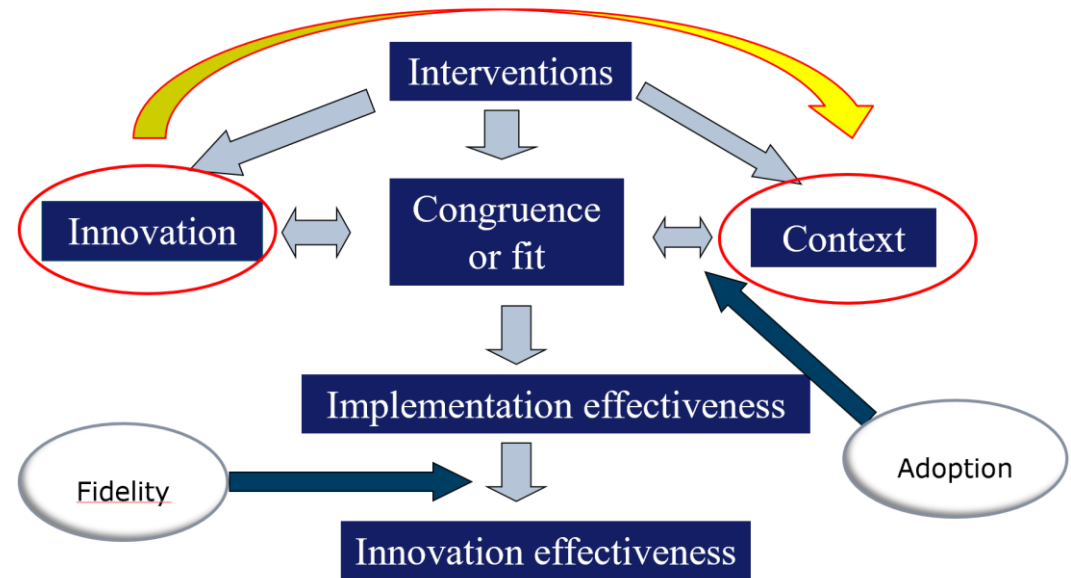 Interventions
Innovation
Congruence
or fit
Context
Implementation effectiveness
Fidelity
Adoption
Innovation effectiveness